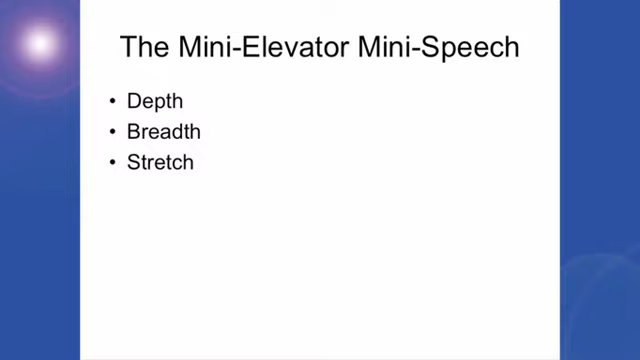 The Mini-Elevator Mini-Speech
• Depth
• Breadth
• Stretch